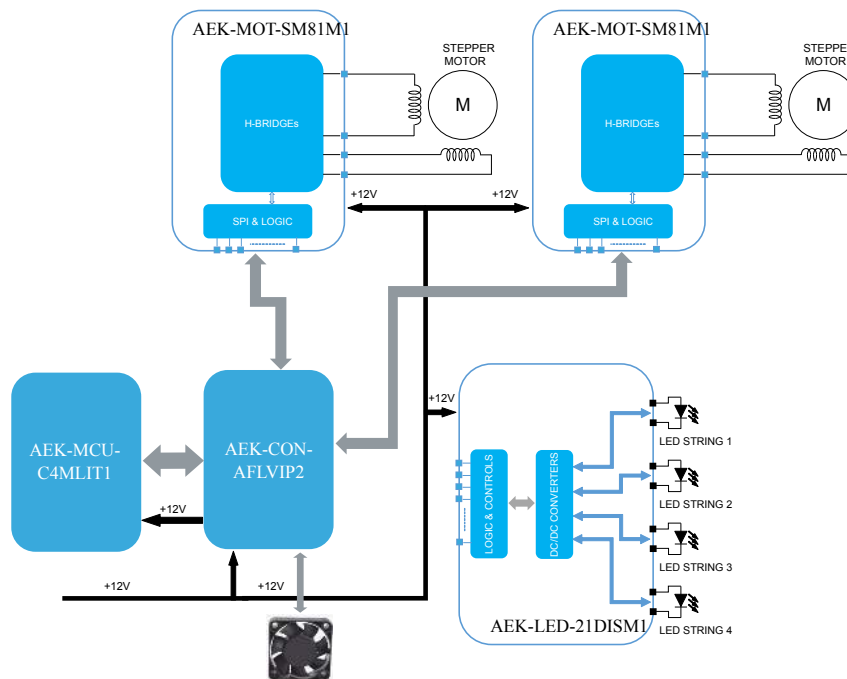 AEK-MOT-SM81M1
STEPPER
MOTOR
M
H-BRIDGEs
SPI & LOGIC
+12V
AEK-MOT-SM81M1
STEPPER
MOTOR
M
H-BRIDGEs
SPI & LOGIC
+12V
AEK-MCU-
C4MLIT1
AEK-CON-
AFLVIP2
+12V
+12V
+12V
+12V
LOGIC & CONTROLS
DC/DC CONVERTERS
LED STRING 1
LED STRING 2
LED STRING 3
LED STRING 4
AEK-LED-21DISM1